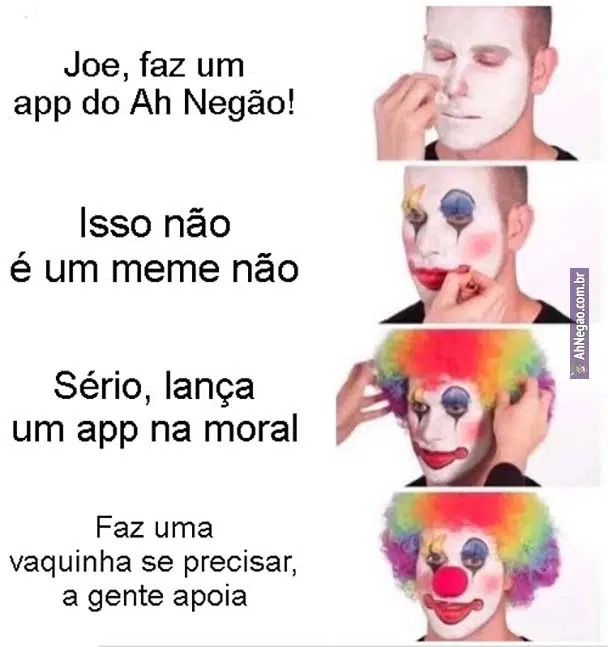 Joe, faz um
app do Ah Negão!
Isso não
é um meme não
AhNegao.com.br
Sério, lança
um app na moral
Faz uma
vaquinha se precisar,
a gente apoia